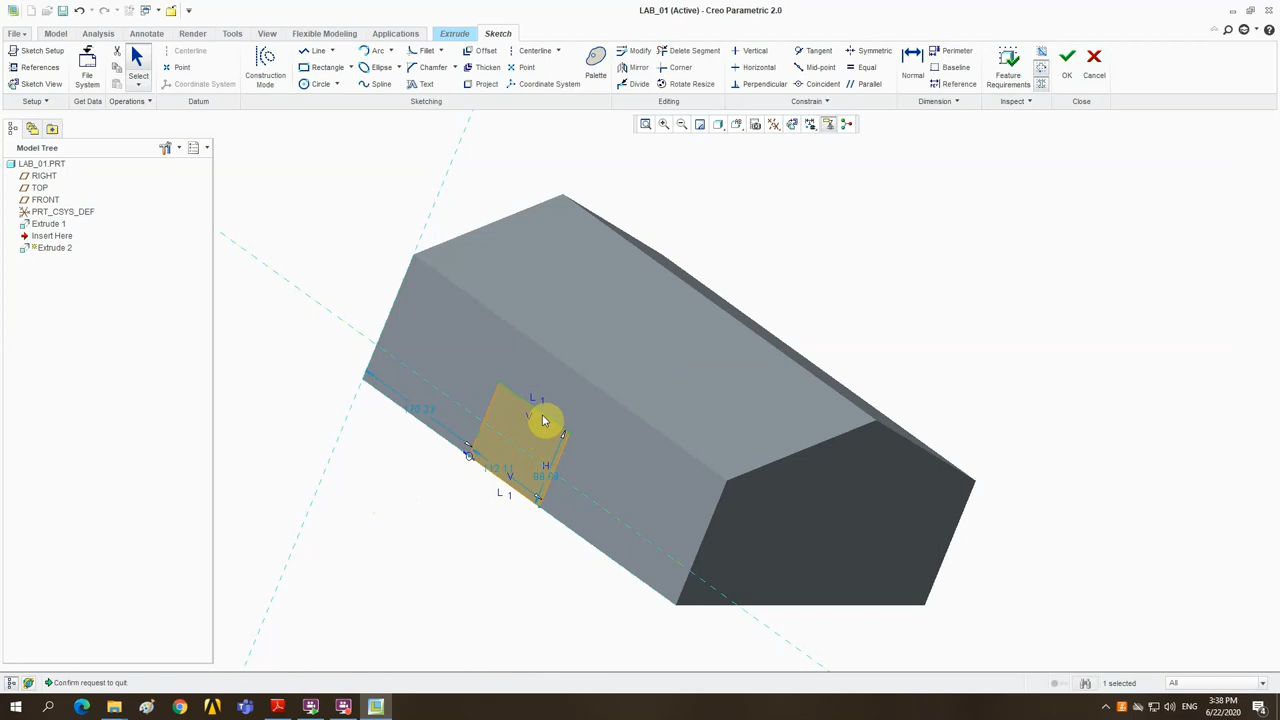 LAB_01 (Active) - Creo Parametric 2.0
File Model Analysis Annotate Render Tools View Flexible Modeling Applications Extrude Sketch
Sketch Setup
References
Sketch View
Setup
File System
Get Data
Select
Operations
Centerline
Point
Coordinate System
Datum
Construction Mode
Line
Rectangle
Circle
Arc
Ellipse
Spline
Fillet
Chamfer
Text
Offset
Thicken
Project
Centerline
Point
Coordinate System
Palette
Sketching
Modify
Mirror
Divide
Delete Segment
Corner
Rotate Resize
Editing
Vertical
Horizontal
Perpendicular
Tangent
Mid-point
Coincident
Symmetric
Equal
Parallel
Constrain
Normal
Perimeter
Baseline
Reference
Dimension
Feature Requirements
Inspect
OK
Cancel
Close
Model Tree
LAB_01.PRT
RIGHT
TOP
FRONT
PRT_CSYS_DEF
Extrude 1
Insert Here
Extrude 2
L 1
V
H
V
L 1
Confirm request to quit.
1 selected
All
ENG
3:38 PM
6/22/2020